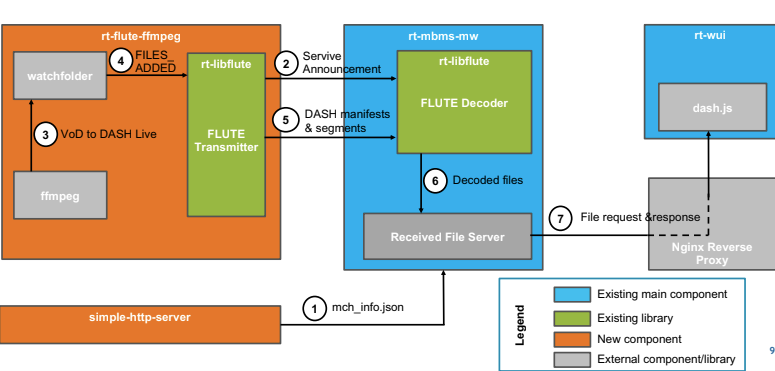 rt-flute-ffmpeg
watchfolder
4
FILES_
ADDED
rt-libflute
FLUTE
Transmitter
3
VoD to DASH Live
ffmpeg
2
Servive
Announcement
5
DASH manifests
& segments
rt-mbms-mw
rt-libflute
FLUTE Decoder
6
Decoded files
Received File Server
7
File request &response
rt-wui
dash.js
Nginx Reverse
Proxy
simple-http-server
1
mch_info.json
Legend
Existing main component
Existing library
New component
External component/library
9